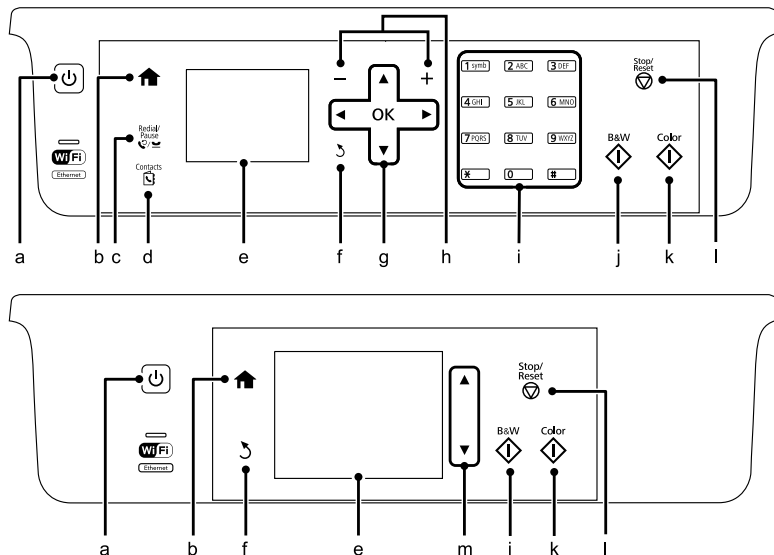 1 symb 2 ABC 3 DEF
Stop/
Reset
4 GHI 5 JKL 6 MNO
OK
Redial/
Pause
B&W Color
7 PQRS 8 TUV 9 WXYZ
WiFi
Ethernet
Contacts
* 0 #
a b c d e f g h i j k l
Stop/
Reset
B&W Color
WiFi
Ethernet
a b f e m j k l